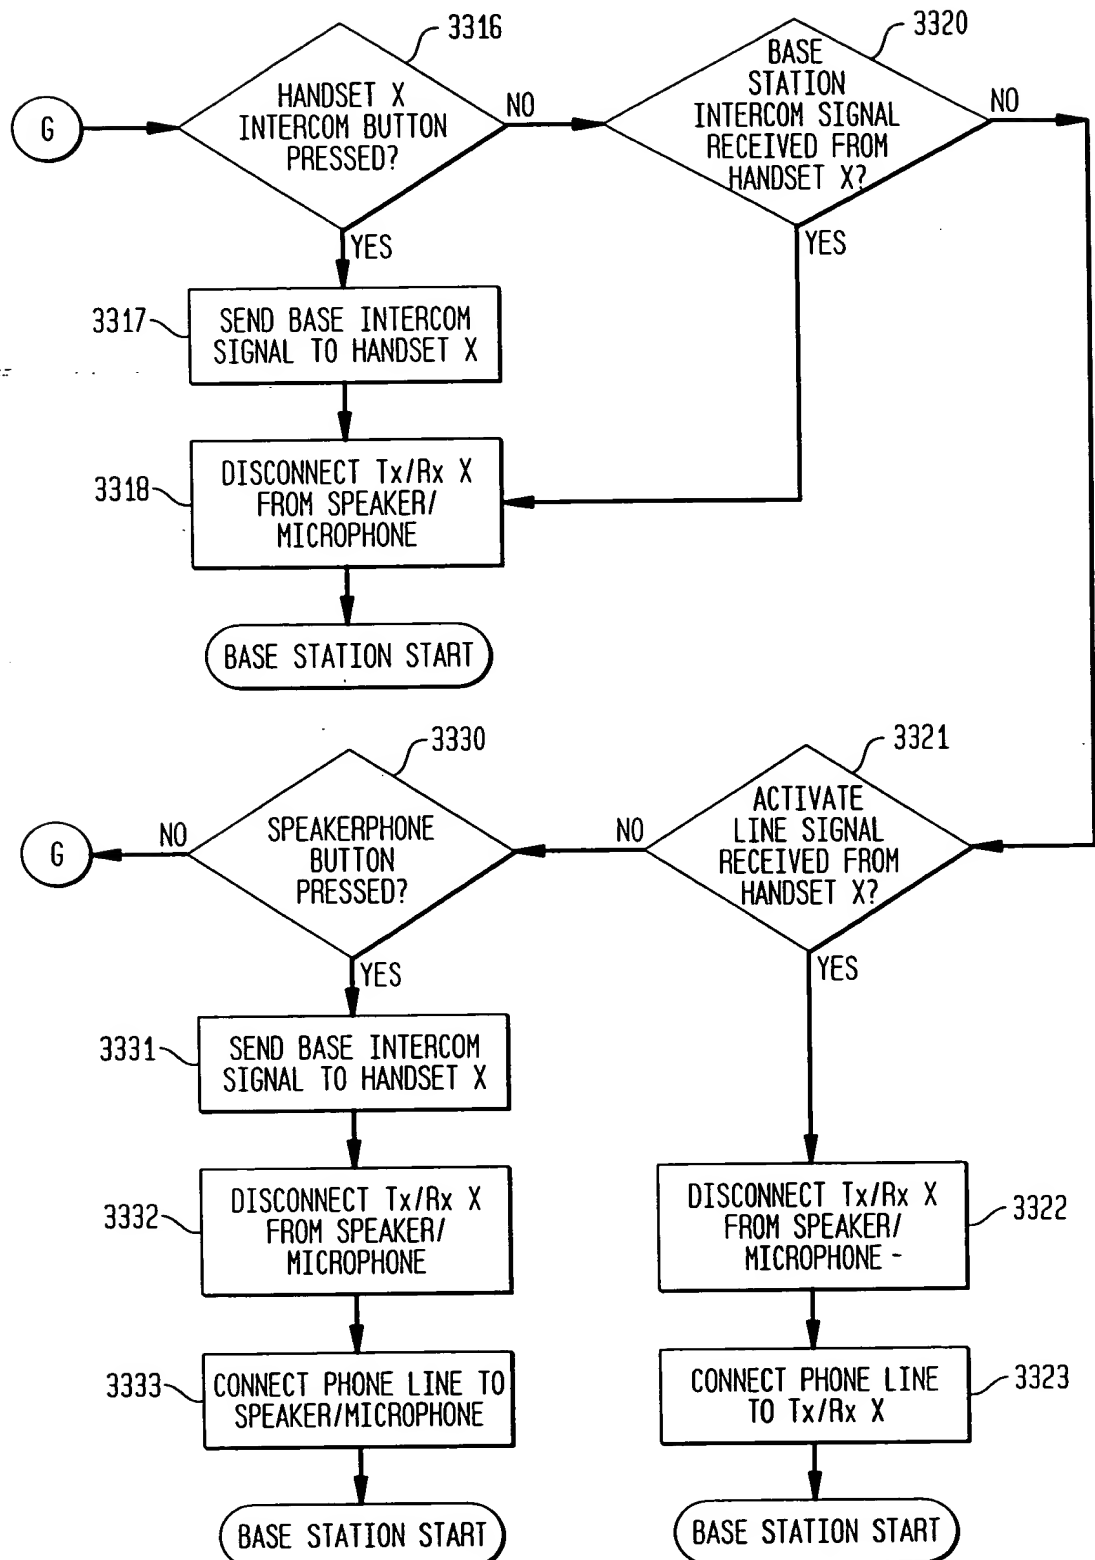 3316
3320
G
HANDSET X
INTERCOM BUTTON
PRESSED?
NO
BASE
STATION
INTERCOM SIGNAL
RECEIVED FROM
HANDSET X?
NO
YES
YES
3317
SEND BASE INTERCOM
SIGNAL TO HANDSET X
3318
DISCONNECT Tx/Rx X
FROM SPEAKER/
MICROPHONE
BASE STATION START
3330
3321
G
NO
SPEAKERPHONE
BUTTON
PRESSED?
NO
ACTIVATE
LINE SIGNAL
RECEIVED FROM
HANDSET X?
YES
YES
3331
SEND BASE INTERCOM
SIGNAL TO HANDSET X
3332
DISCONNECT Tx/Rx X
FROM SPEAKER/
MICROPHONE
DISCONNECT Tx/Rx X
FROM SPEAKER/
MICROPHONE -
3322
3333
CONNECT PHONE LINE TO
SPEAKER/MICROPHONE
CONNECT PHONE LINE
TO Tx/Rx X
3323
BASE STATION START
BASE STATION START